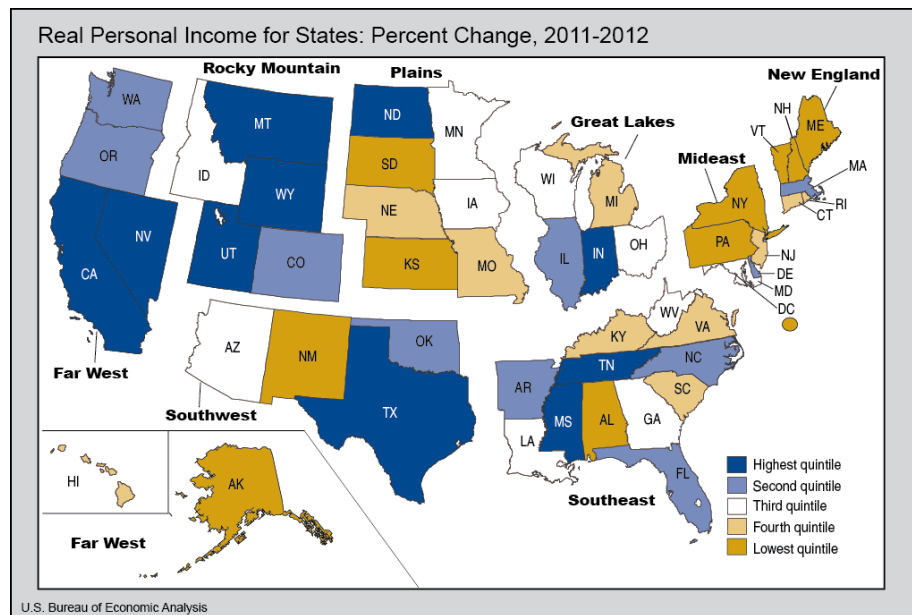 Real Personal Income for States: Percent Change, 2011-2012
Rocky Mountain
Plains
New England
Great Lakes
Mideast
WA
OR
ID
MT
WY
NV
CA
UT
CO
ND
SD
NE
KS
MN
IA
MO
WI
MI
IL
IN
OH
NH
VT
ME
MA
RI
CT
NY
PA
NJ
DE
MD
DC
Far West
AZ
NM
OK
TX
Southwest
AR
LA
MS
AL
GA
TN
KY
WV
VA
NC
SC
FL
Southeast
HI
AK
Far West
Highest quintile
Second quintile
Third quintile
Fourth quintile
Lowest quintile
U.S. Bureau of Economic Analysis